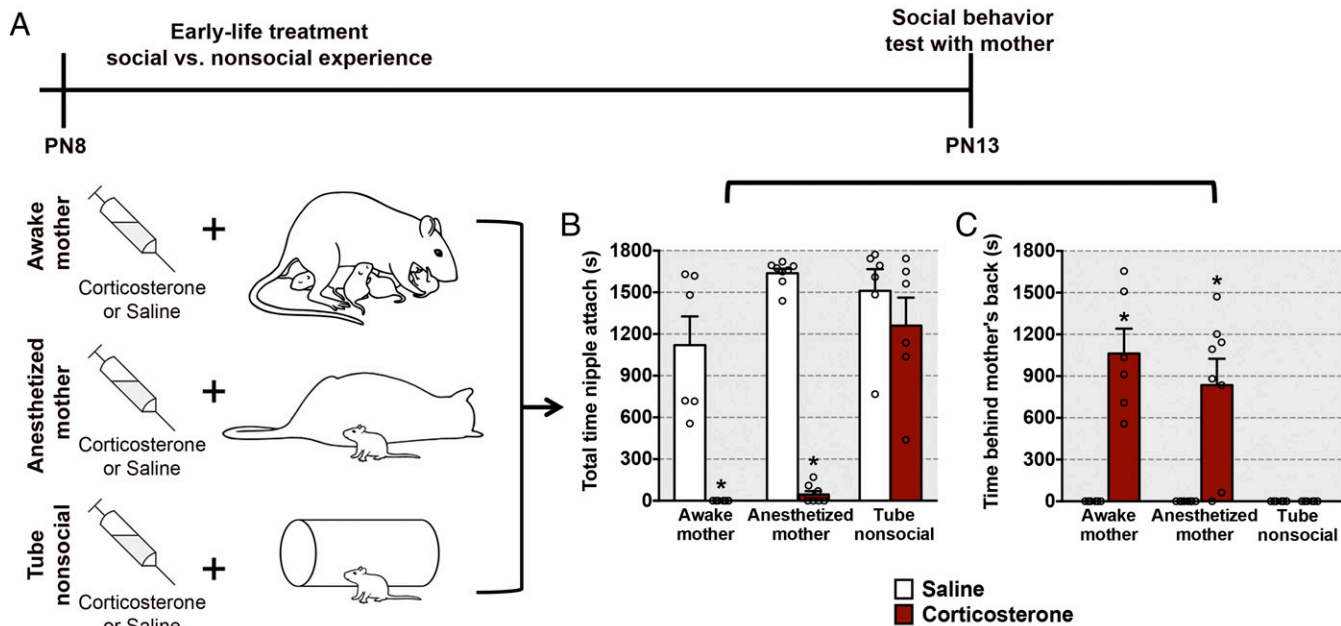 A
Early-life treatment
social vs. nonsocial experience
Social behavior
test with mother
PN8
PN13
Awake
mother
Corticosterone
or Saline
+
Anesthetized
mother
Corticosterone
or Saline
+
Tube
nonsocial
Corticosterone
or Saline
+
B
Total time nipple attach (s)
1800
1500
1200
900
600
300
0
*
*
Awake
mother
Anesthetized
mother
Tube
nonsocial
C
Time behind mother's back (s)
1800
1500
1200
900
600
300
0
*
*
Awake
mother
Anesthetized
mother
Tube
nonsocial
Saline
Corticosterone